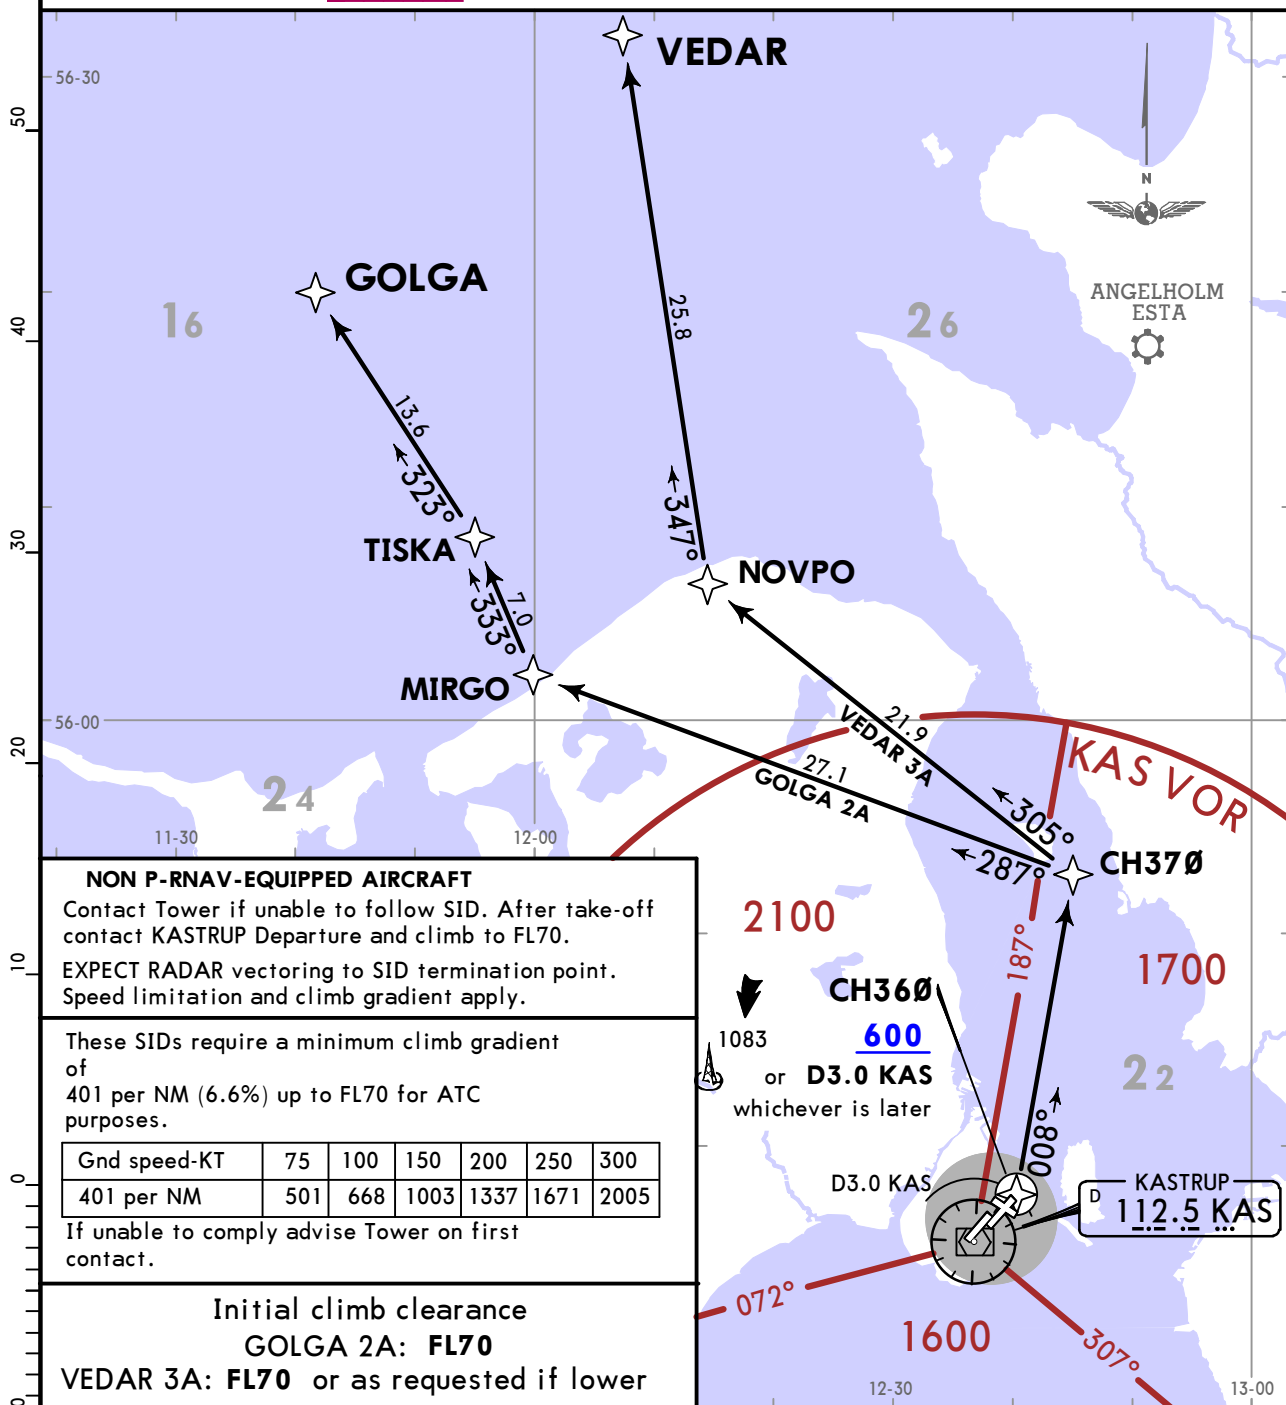 VEDAR
56-30
50
N
GOLGA
ANGELHOLM
ESTA
16
26
40
25.8
13.6
323°
347°
30
TISKA
NOVPO
7.0
333°
MIRGO
56-00
20
21.9
VEDAR 3A
27.1
GOLGA 2A
KAS VOR
24
11-30
12-00
305°
287°
CH37Ø
NON P-RNAV-EQUIPPED AIRCRAFT
Contact Tower if unable to follow SID. After take-off
contact KASTRUP Departure and climb to FL70.
EXPECT RADAR vectoring to SID termination point.
Speed limitation and climb gradient apply.
2100
187°
1700
10
CH36Ø
600
or D3.0 KAS
whichever is later
1083
22
These SIDs require a minimum climb gradient
of
401 per NM (6.6%) up to FL70 for ATC
purposes.
Gnd speed-KT 75 100 150 200 250 300
401 per NM 501 668 1003 1337 1671 2005
If unable to comply advise Tower on first
contact.
008°
0
D3.0 KAS
D
KASTRUP
112.5 KAS
072°
1600
307°
Initial climb clearance
GOLGA 2A: FL70
VEDAR 3A: FL70 or as requested if lower
12-30
13-00